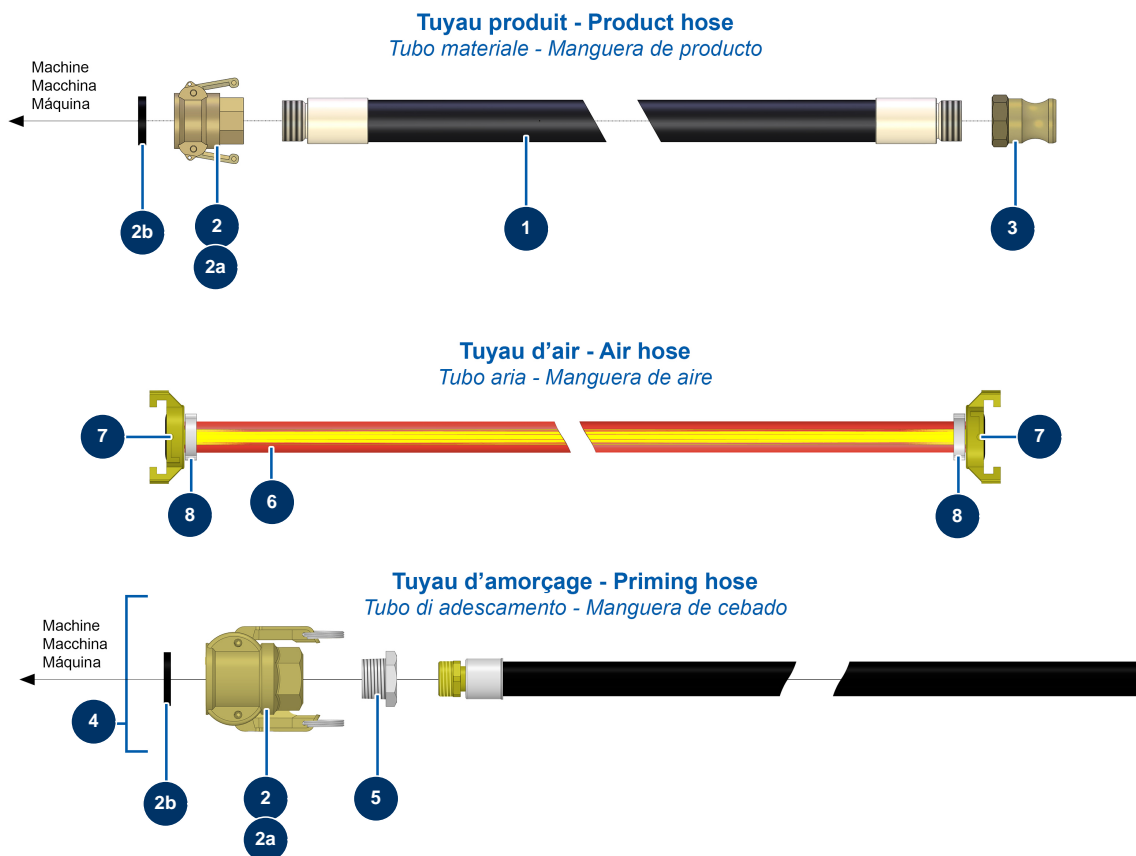 Tuyau produit - Product hose
Tubo materiale - Manguera de producto
Machine
Macchina
Máquina
2b
2
2a
1
3
Tuyau d'air - Air hose
Tubo aria - Manguera de aire
7
7
8
6
8
Tuyau d'amorçage - Priming hose
Tubo di adescamento - Manguera de cebado
Machine
Macchina
Máquina
4
2b
2
2a
5